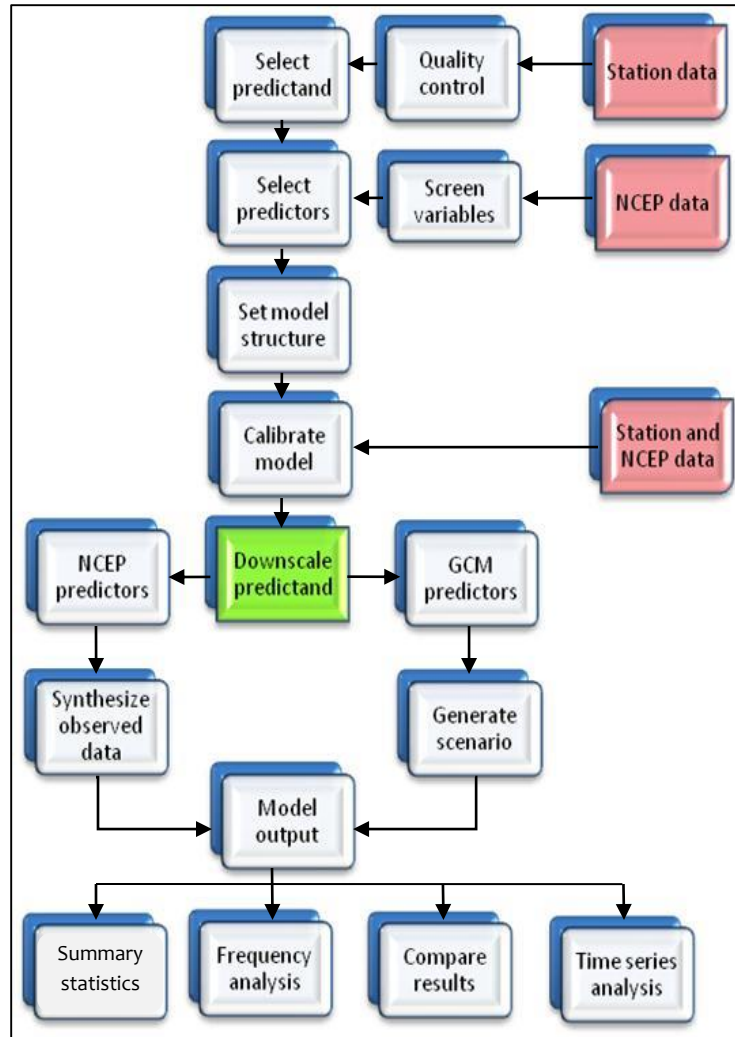 Select
predictand
Quality
control
Station data
Select
predictors
Screen
variables
NCEP data
Set model
structure
Calibrate
model
Station and
NCEP data
NCEP
predictors
Downscale
predictand
GCM
predictors
Synthesize
observed
data
Generate
scenario
Model
output
Summary
statistics
Frequency
analysis
Compare
results
Time series
analysis